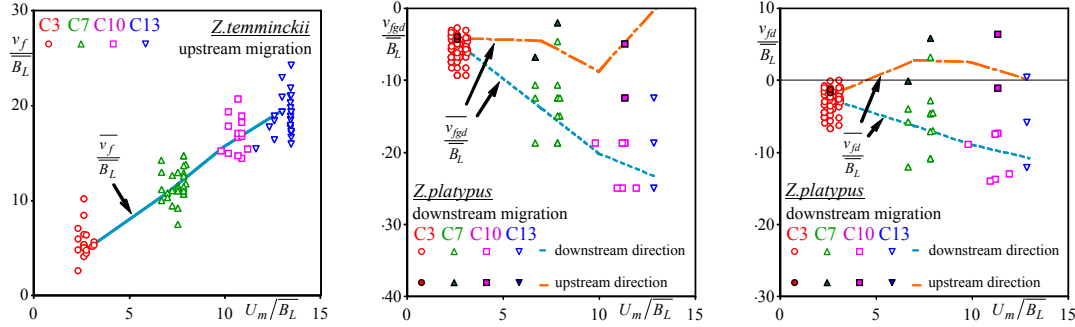 30
20
10
0
0
5
10
15
v_f
B_L
C3 C7 C10 C13
Z.temminckii
upstream migration
v_f
B_L
U_m/B_L
0
-10
-20
-30
-40
0
5
10
15
v_fgd
B_L
v_fgd
B_L
Z.platypus
downstream migration
C3 C7 C10 C13
downstream direction
upstream direction
U_m/B_L
10
0
-10
-20
-30
0
5
10
15
v_fd
B_L
v_fd
B_L
Z.platypus
downstream migration
C3 C7 C10 C13
downstream direction
upstream direction
U_m/B_L